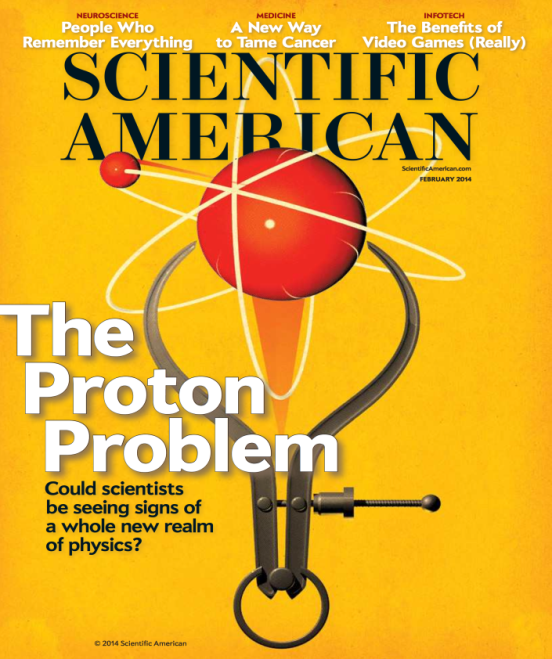 NEUROSCIENCE
People Who
Remember Everything
MEDICINE
A New Way
to Tame Cancer
INFOTECH
The Benefits of
Video Games (Really)
SCIENTIFIC
AMERICAN
ScientificAmerican.com
FEBRUARY 2014
The
Proton
Problem
Could scientists
be seeing signs of
a whole new realm
of physics?
© 2014 Scientific American